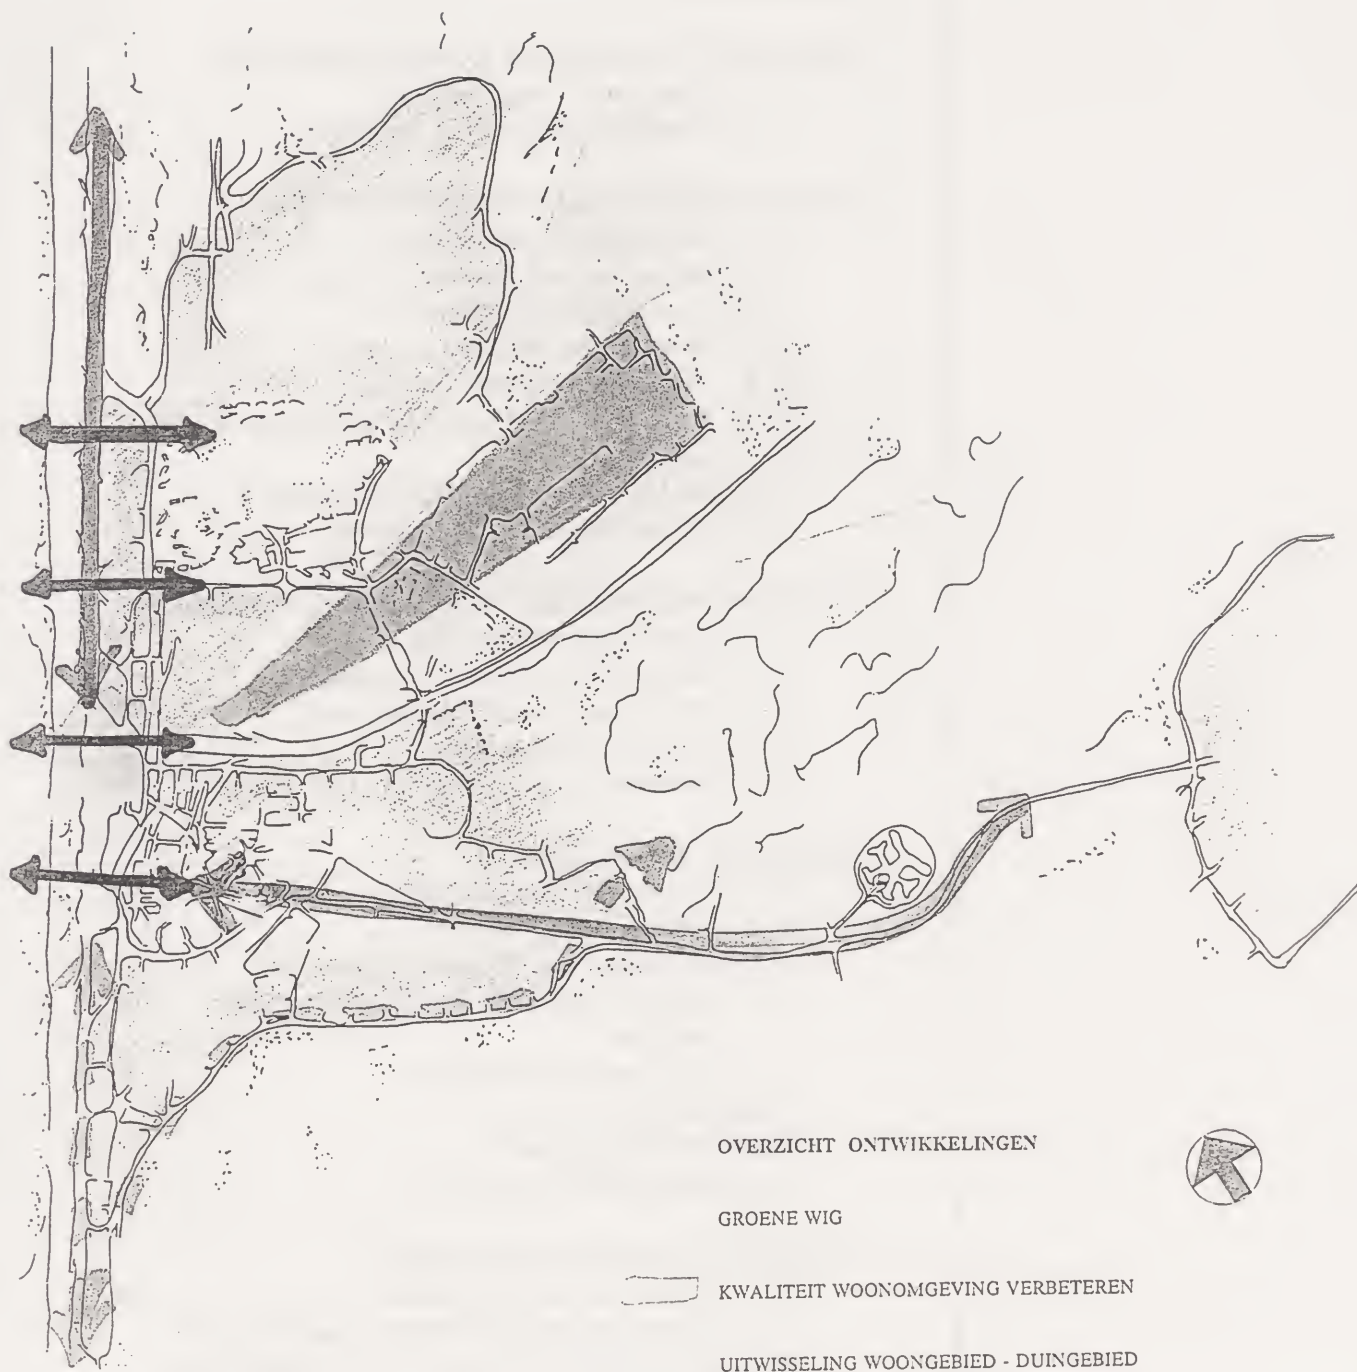 OVERZICHT ONTWIKKELINGEN
GROENE WIG
KWALITEIT WOONOMGEVING VERBETEREN
UITWISSELING WOONGEBIED - DUINGEBIED